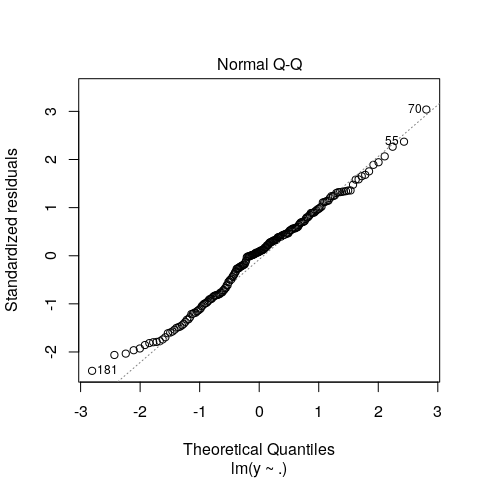 Normal Q-Q
Standardized residuals
3
2
1
0
-1
-2
70
55
181
-3 -2 -1 0 1 2 3
Theoretical Quantiles
lm(y ~ .)